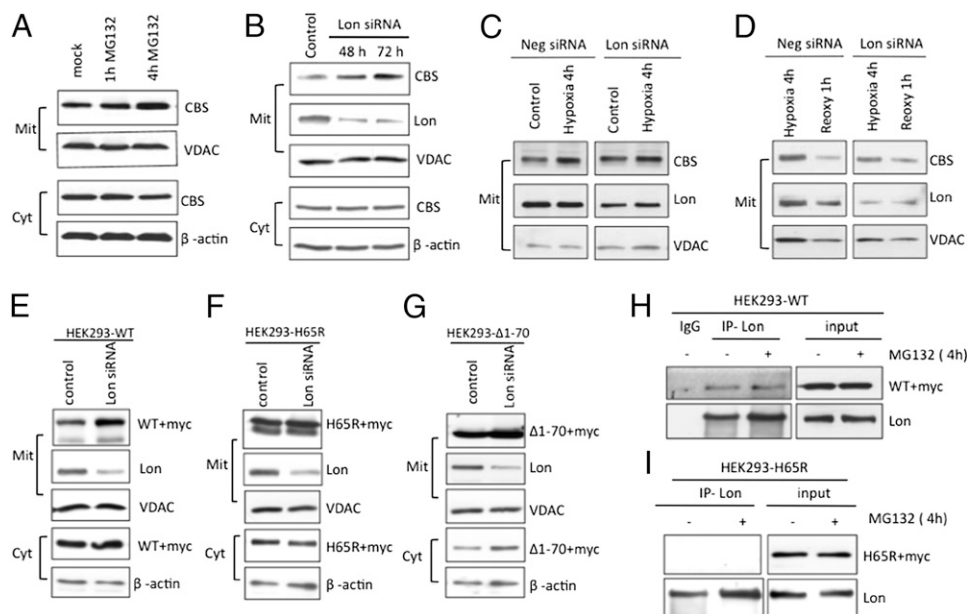 A
mock
1h MG132
4h MG132
Mit
CBS
VDAC
Cyt
CBS
β -actin
B
Control
Lon siRNA
48 h
72 h
Mit
CBS
Lon
VDAC
Cyt
CBS
β -actin
C
Neg siRNA
Lon siRNA
Control
Hypoxia 4h
Control
Hypoxia 4h
Mit
CBS
Lon
VDAC
D
Neg siRNA
Lon siRNA
Hypoxia 4h
Reoxy 1h
Hypoxia 4h
Reoxy 1h
Mit
CBS
Lon
VDAC
E
HEK293-WT
control
Lon siRNA
Mit
WT+myc
Lon
VDAC
Cyt
WT+myc
β -actin
F
HEK293-H65R
control
Lon siRNA
Mit
H65R+myc
Lon
VDAC
Cyt
H65R+myc
β -actin
G
HEK293-Δ1-70
control
Lon siRNA
Mit
Δ1-70+myc
Lon
VDAC
Cyt
Δ1-70+myc
β -actin
H
HEK293-WT
IgG
IP- Lon
input
- - + - + MG132 ( 4h)
WT+myc
Lon
I
HEK293-H65R
IP- Lon
input
- + - + MG132 ( 4h)
H65R+myc
Lon